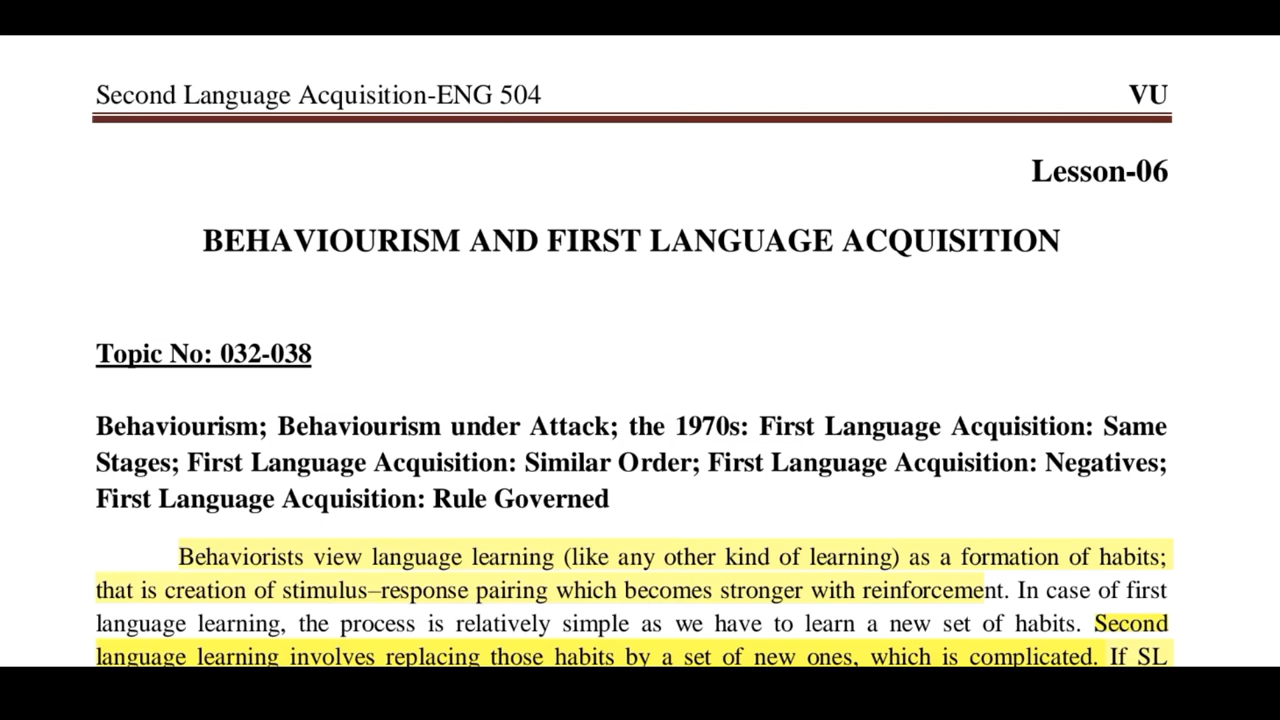 Second Language Acquisition-ENG 504 VU
Lesson-06
BEHAVIOURISM AND FIRST LANGUAGE ACQUISITION
Topic No: 032-038
Behaviourism; Behaviourism under Attack; the 1970s: First Language Acquisition: Same
Stages; First Language Acquisition: Similar Order; First Language Acquisition: Negatives;
First Language Acquisition: Rule Governed
Behaviorists view language learning (like any other kind of learning) as a formation of habits;
that is creation of stimulus–response pairing which becomes stronger with reinforcement. In case of first
language learning, the process is relatively simple as we have to learn a new set of habits. Second
language learning involves replacing those habits by a set of new ones, which is complicated. If SL